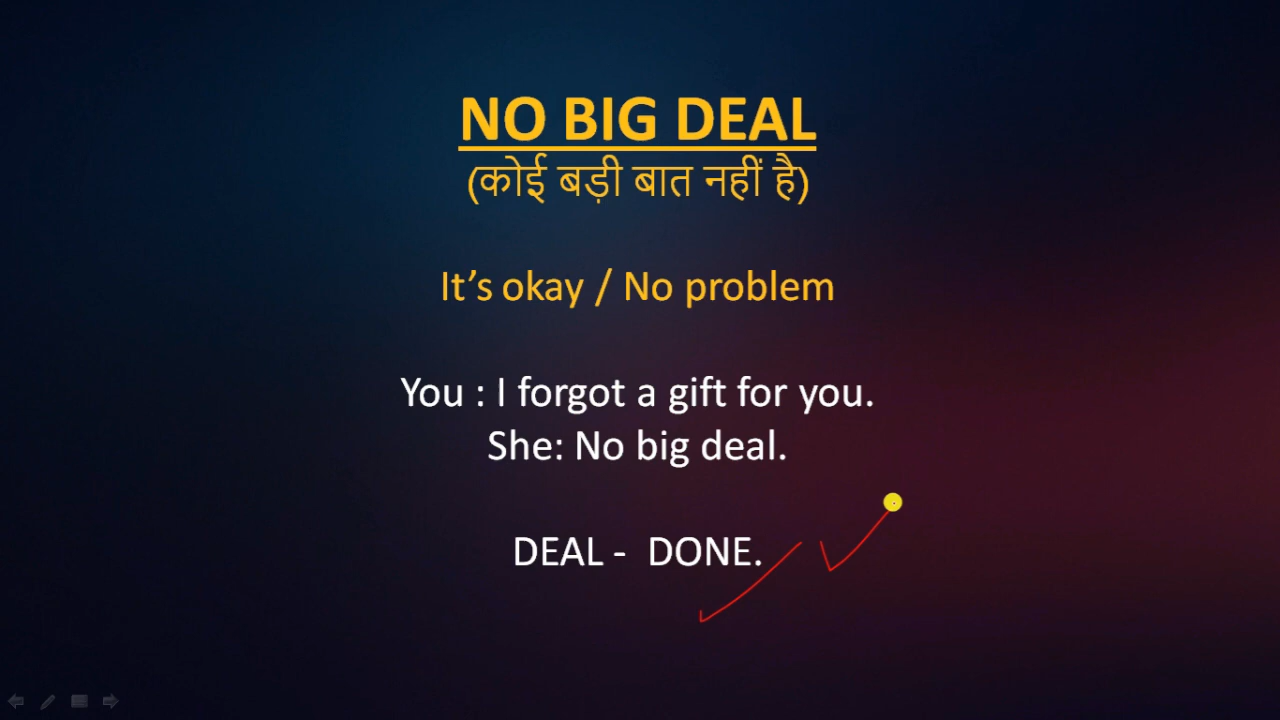 NO BIG DEAL
(कोई बड़ी बात नहीं है)
It’s okay / No problem
You : I forgot a gift for you.
She: No big deal.
DEAL - DONE.